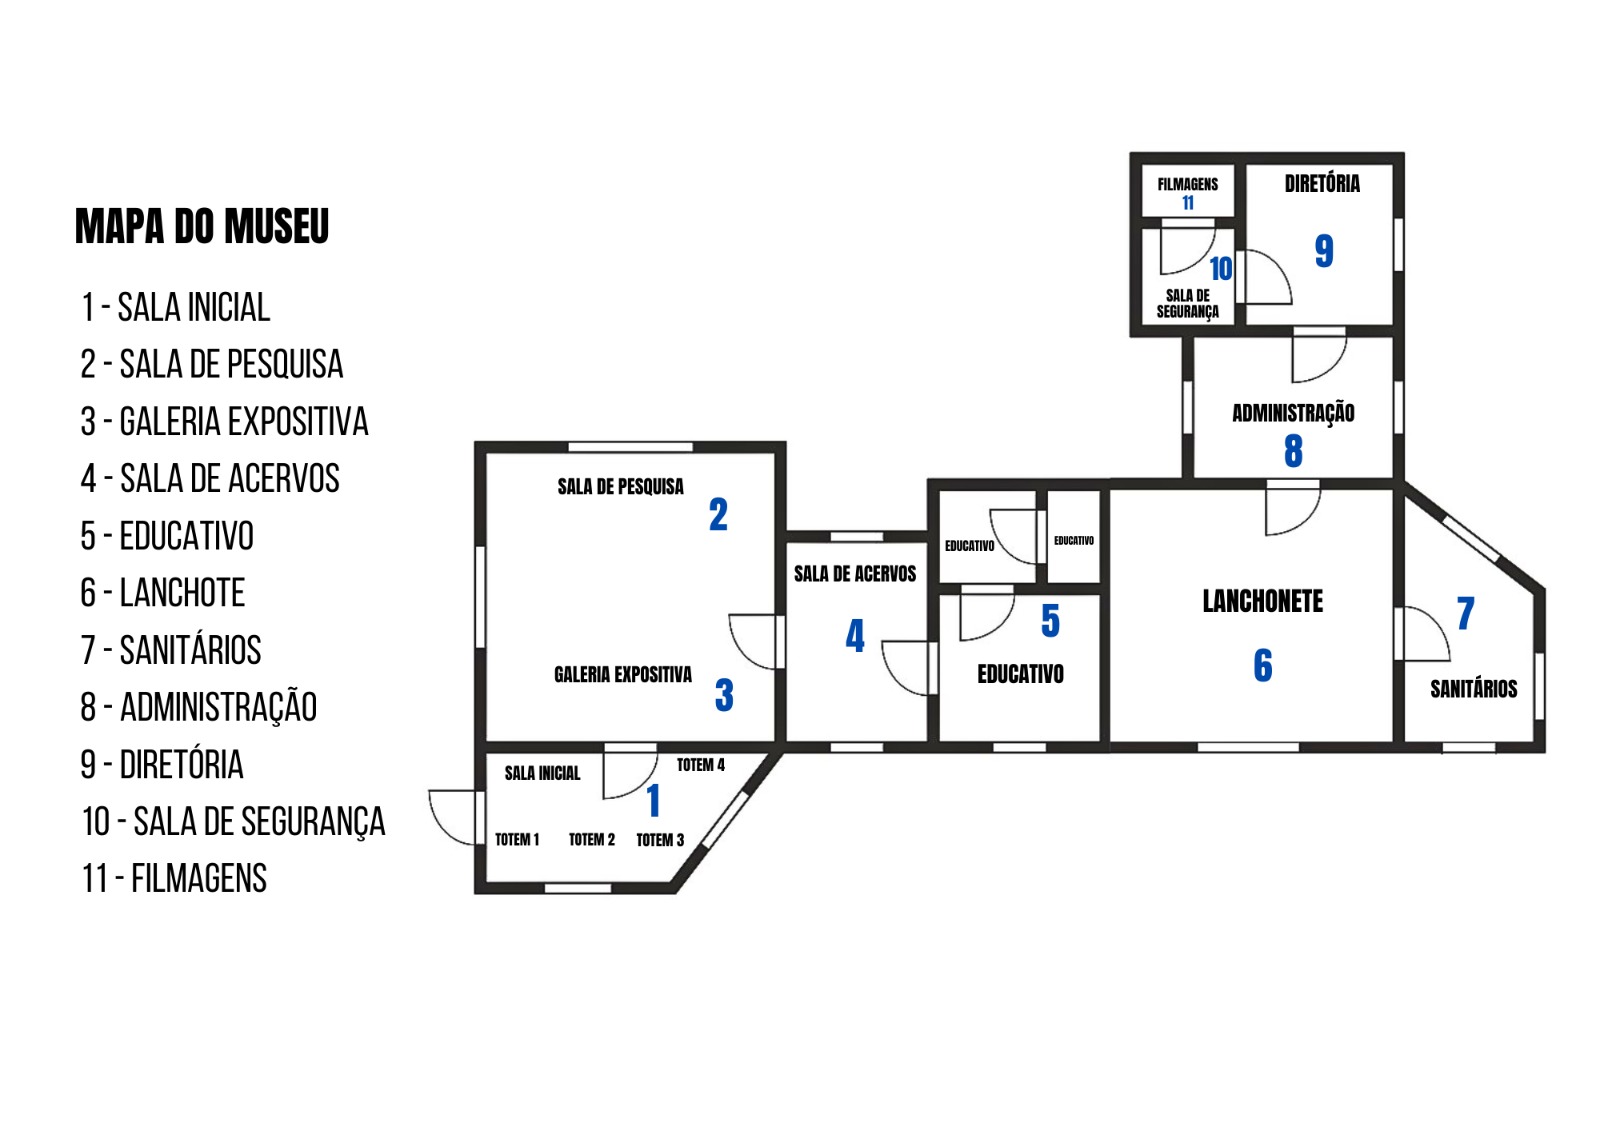 MAPA DO MUSEU
1 - SALA INICIAL
2 - SALA DE PESQUISA
3 - GALERIA EXPOSITIVA
4 - SALA DE ACERVOS
5 - EDUCATIVO
6 - LANCHOTE
7 - SANITÁRIOS
8 - ADMINISTRAÇÃO
9 - DIRETÓRIA
10 - SALA DE SEGURANÇA
11 - FILMAGENS
FILMAGENS
11
DIRETÓRIA
9
10
SALA DE
SEGURANÇA
ADMINISTRAÇÃO
8
SALA DE PESQUISA
2
GALERIA EXPOSITIVA
3
SALA DE ACERVOS
4
EDUCATIVO
EDUCATIVO
5
EDUCATIVO
LANCHONETE
6
7
SANITÁRIOS
SALA INICIAL
TOTEM 4
1
TOTEM 1
TOTEM 2
TOTEM 3